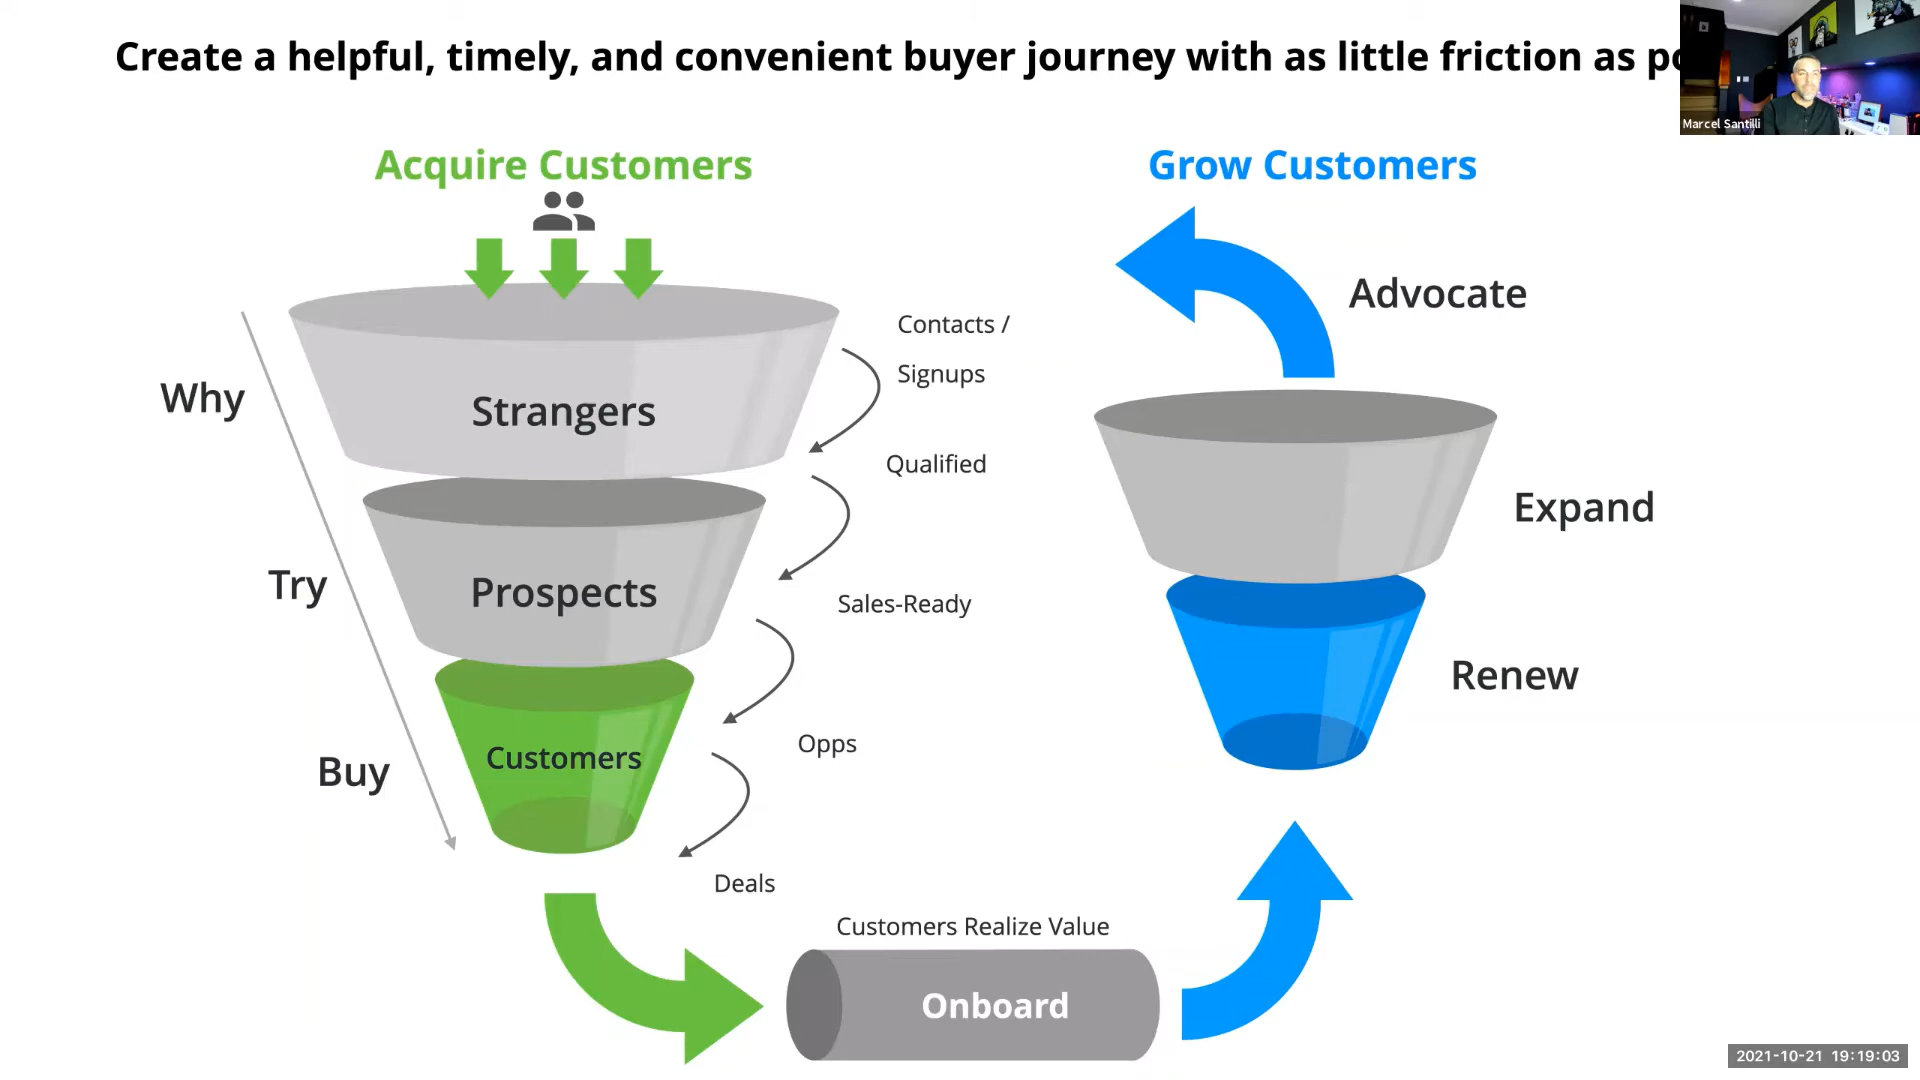 Create a helpful, timely, and convenient buyer journey with as little friction as
Marcel Santilli
Acquire Customers
Grow Customers
Advocate
Contacts /
Signups
Why
Strangers
Qualified
Expand
Try
Prospects
Sales-Ready
Renew
Buy
Customers
Opps
Deals
Customers Realize Value
Onboard
2021-10-21 19:19:03